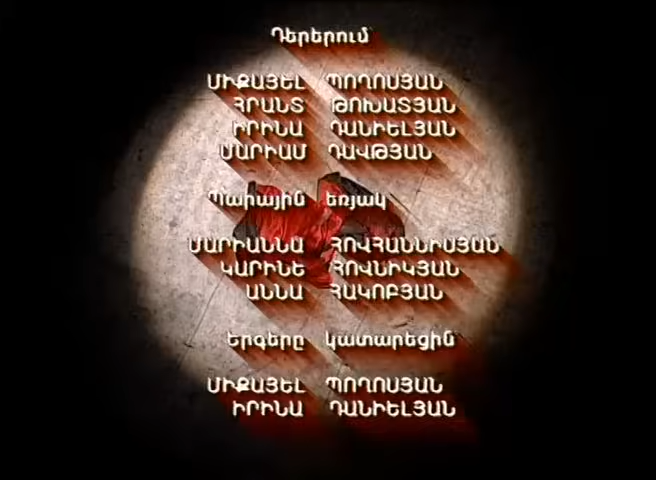 Դերերում
ՄԻՔԱՅԵԼ ՊՈՂՈՍՅԱՆ
ՀՐԱՆՏ ԹՈԽԱՏՅԱՆ
ԻՐԻՆԱ ԴԱՆԻԵԼՅԱՆ
ՄԱՐԻԱՄ ԴԱՎԹՅԱՆ
Պարային եռյակ
ՄԱՐԻԱՆՆԱ ՀՈՎՀԱՆՆԻՍՅԱՆ
ԿԱՐԻՆԵ ՀՈՎՆԻԿՅԱՆ
ԱՆՆԱ ՀԱԿՈԲՅԱՆ
Երգերը կատարեցին
ՄԻՔԱՅԵԼ ՊՈՂՈՍՅԱՆ
ԻՐԻՆԱ ԴԱՆԻԵԼՅԱՆ